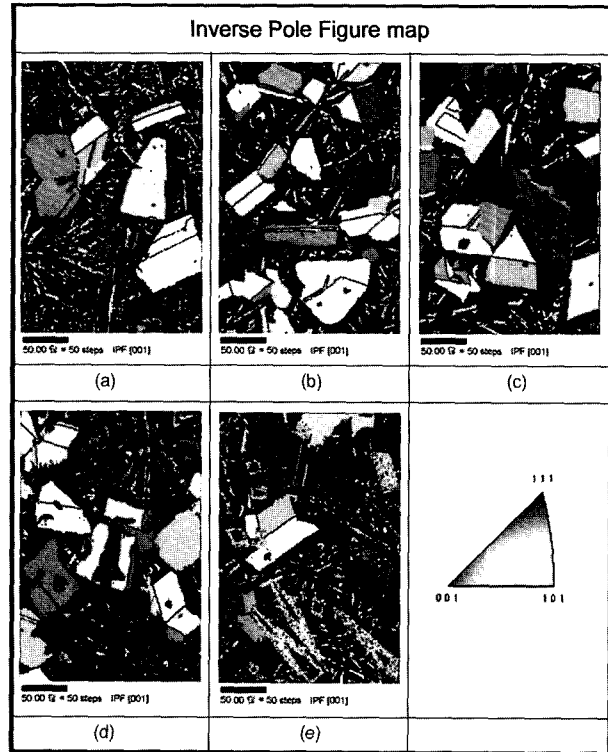 Inverse Pole Figure map
50.00 = 50 steps IPF [001]
50.00 = 50 steps IPF [001]
50.00 = 50 steps IPF [001]
(a)
(b)
(c)
111
001
101
50.00 = 50 steps IPF [001]
50.00 = 50 steps IPF [001]
(d)
(e)